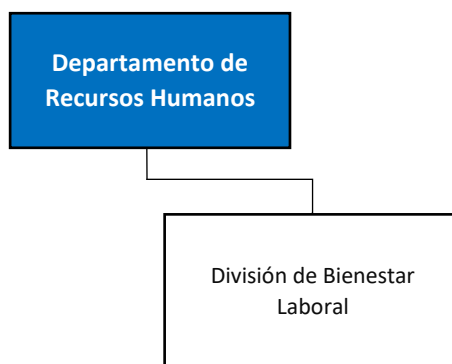 Departamento de
Recursos Humanos
División de Bienestar
Laboral